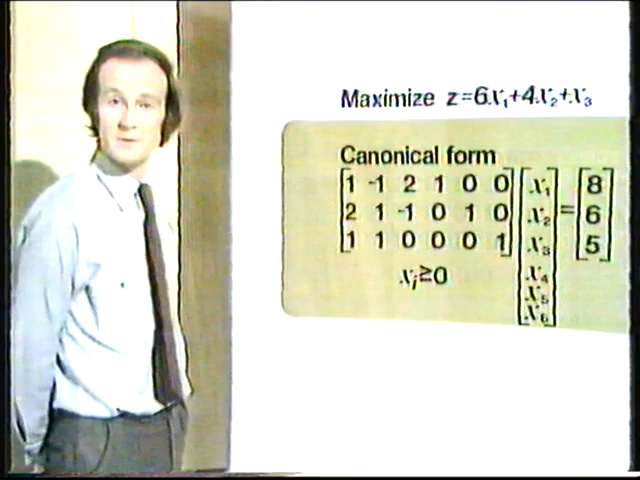 Maximize z=6x₁+4x₂+x₃
Canonical form
1 -1 2 1 0 0 x₁ 8
2 1 -1 0 1 0 x₂ = 6
1 1 0 0 0 1 x₃ 5
xⱼ≥0 x₄
x₅
x₆